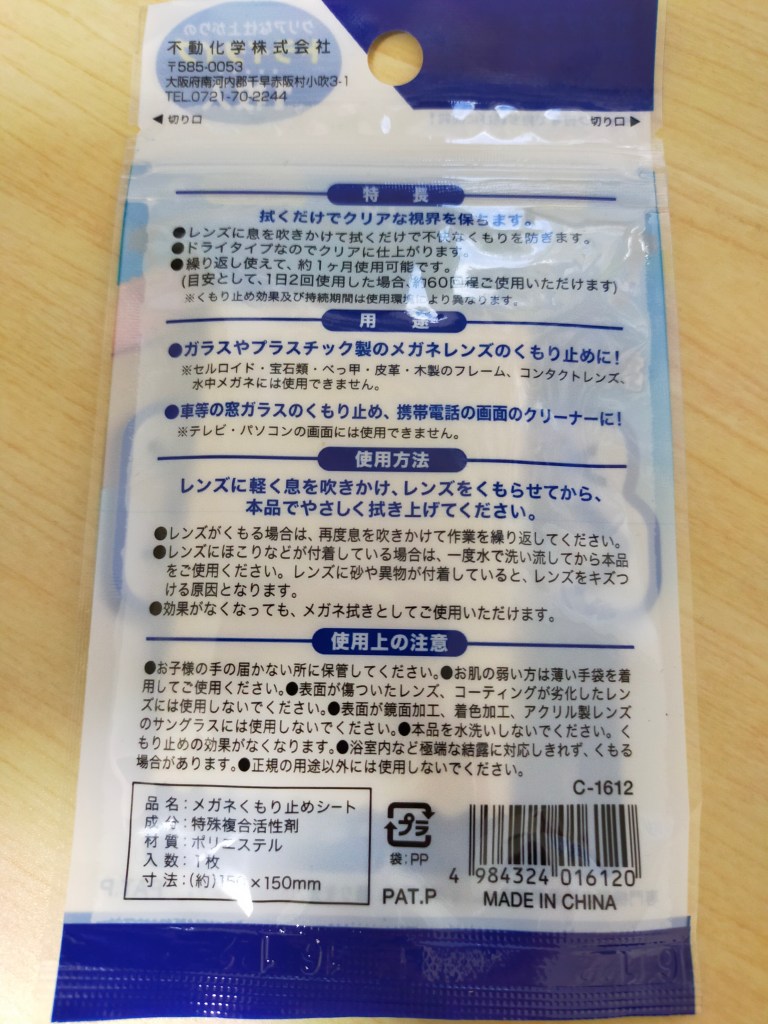 不動化学株式会社
〒585-0053
大阪府南河内郡千早赤阪村小吹3-1
TEL.0721-70-2244
◀切り口
切り口▶
特長
拭くだけでクリアな視界を保ちます。
●レンズに息を吹きかけて拭くだけで不快なくもりを防ぎます。
●ドライタイプなのでクリアに仕上がります。
●繰り返し使えて、約1ヶ月使用可能です。
(目安として、1日2回使用した場合、約60回程ご使用いただけます)
※くもり止め効果及び持続期間は使用環境により異なります。
用途
●ガラスやプラスチック製のメガネレンズのくもり止めに!
※セルロイド・宝石類・べっ甲・皮革・木製のフレーム、コンタクトレンズ、
水中メガネには使用できません。
●車等の窓ガラスのくもり止め、携帯電話の画面のクリーナーに!
※テレビ・パソコンの画面には使用できません。
使用方法
レンズに軽く息を吹きかけ、レンズをくもらせてから、
本品でやさしく拭き上げてください。
●レンズがくもる場合は、再度息を吹きかけて作業を繰り返してください。
●レンズにほこりなどが付着している場合は、一度水で洗い流してから本品
をご使用ください。レンズに砂や異物が付着していると、レンズをキズつ
ける原因となります。
●効果がなくなっても、メガネ拭きとしてご使用いただけます。
使用上の注意
●お子様の手の届かない所に保管してください。●お肌の弱い方は薄い手袋を着
用してご使用ください。●表面が傷ついたレンズ、コーティングが劣化したレン
ズには使用しないでください。●表面が鏡面加工、着色加工、アクリル製レンズ
のサングラスには使用しないでください。●本品を水洗いしないでください。く
もり止めの効果がなくなります。●浴室内など極端な結露に対応しきれず、くもる
場合があります。●正規の用途以外には使用しないでください。
C-1612
品名:メガネくもり止めシート
成分:特殊複合活性剤
材質:ポリエステル
入数:1枚
寸法:(約)150×150mm
プラ
袋:PP
PAT.P
4 984324 016120
MADE IN CHINA